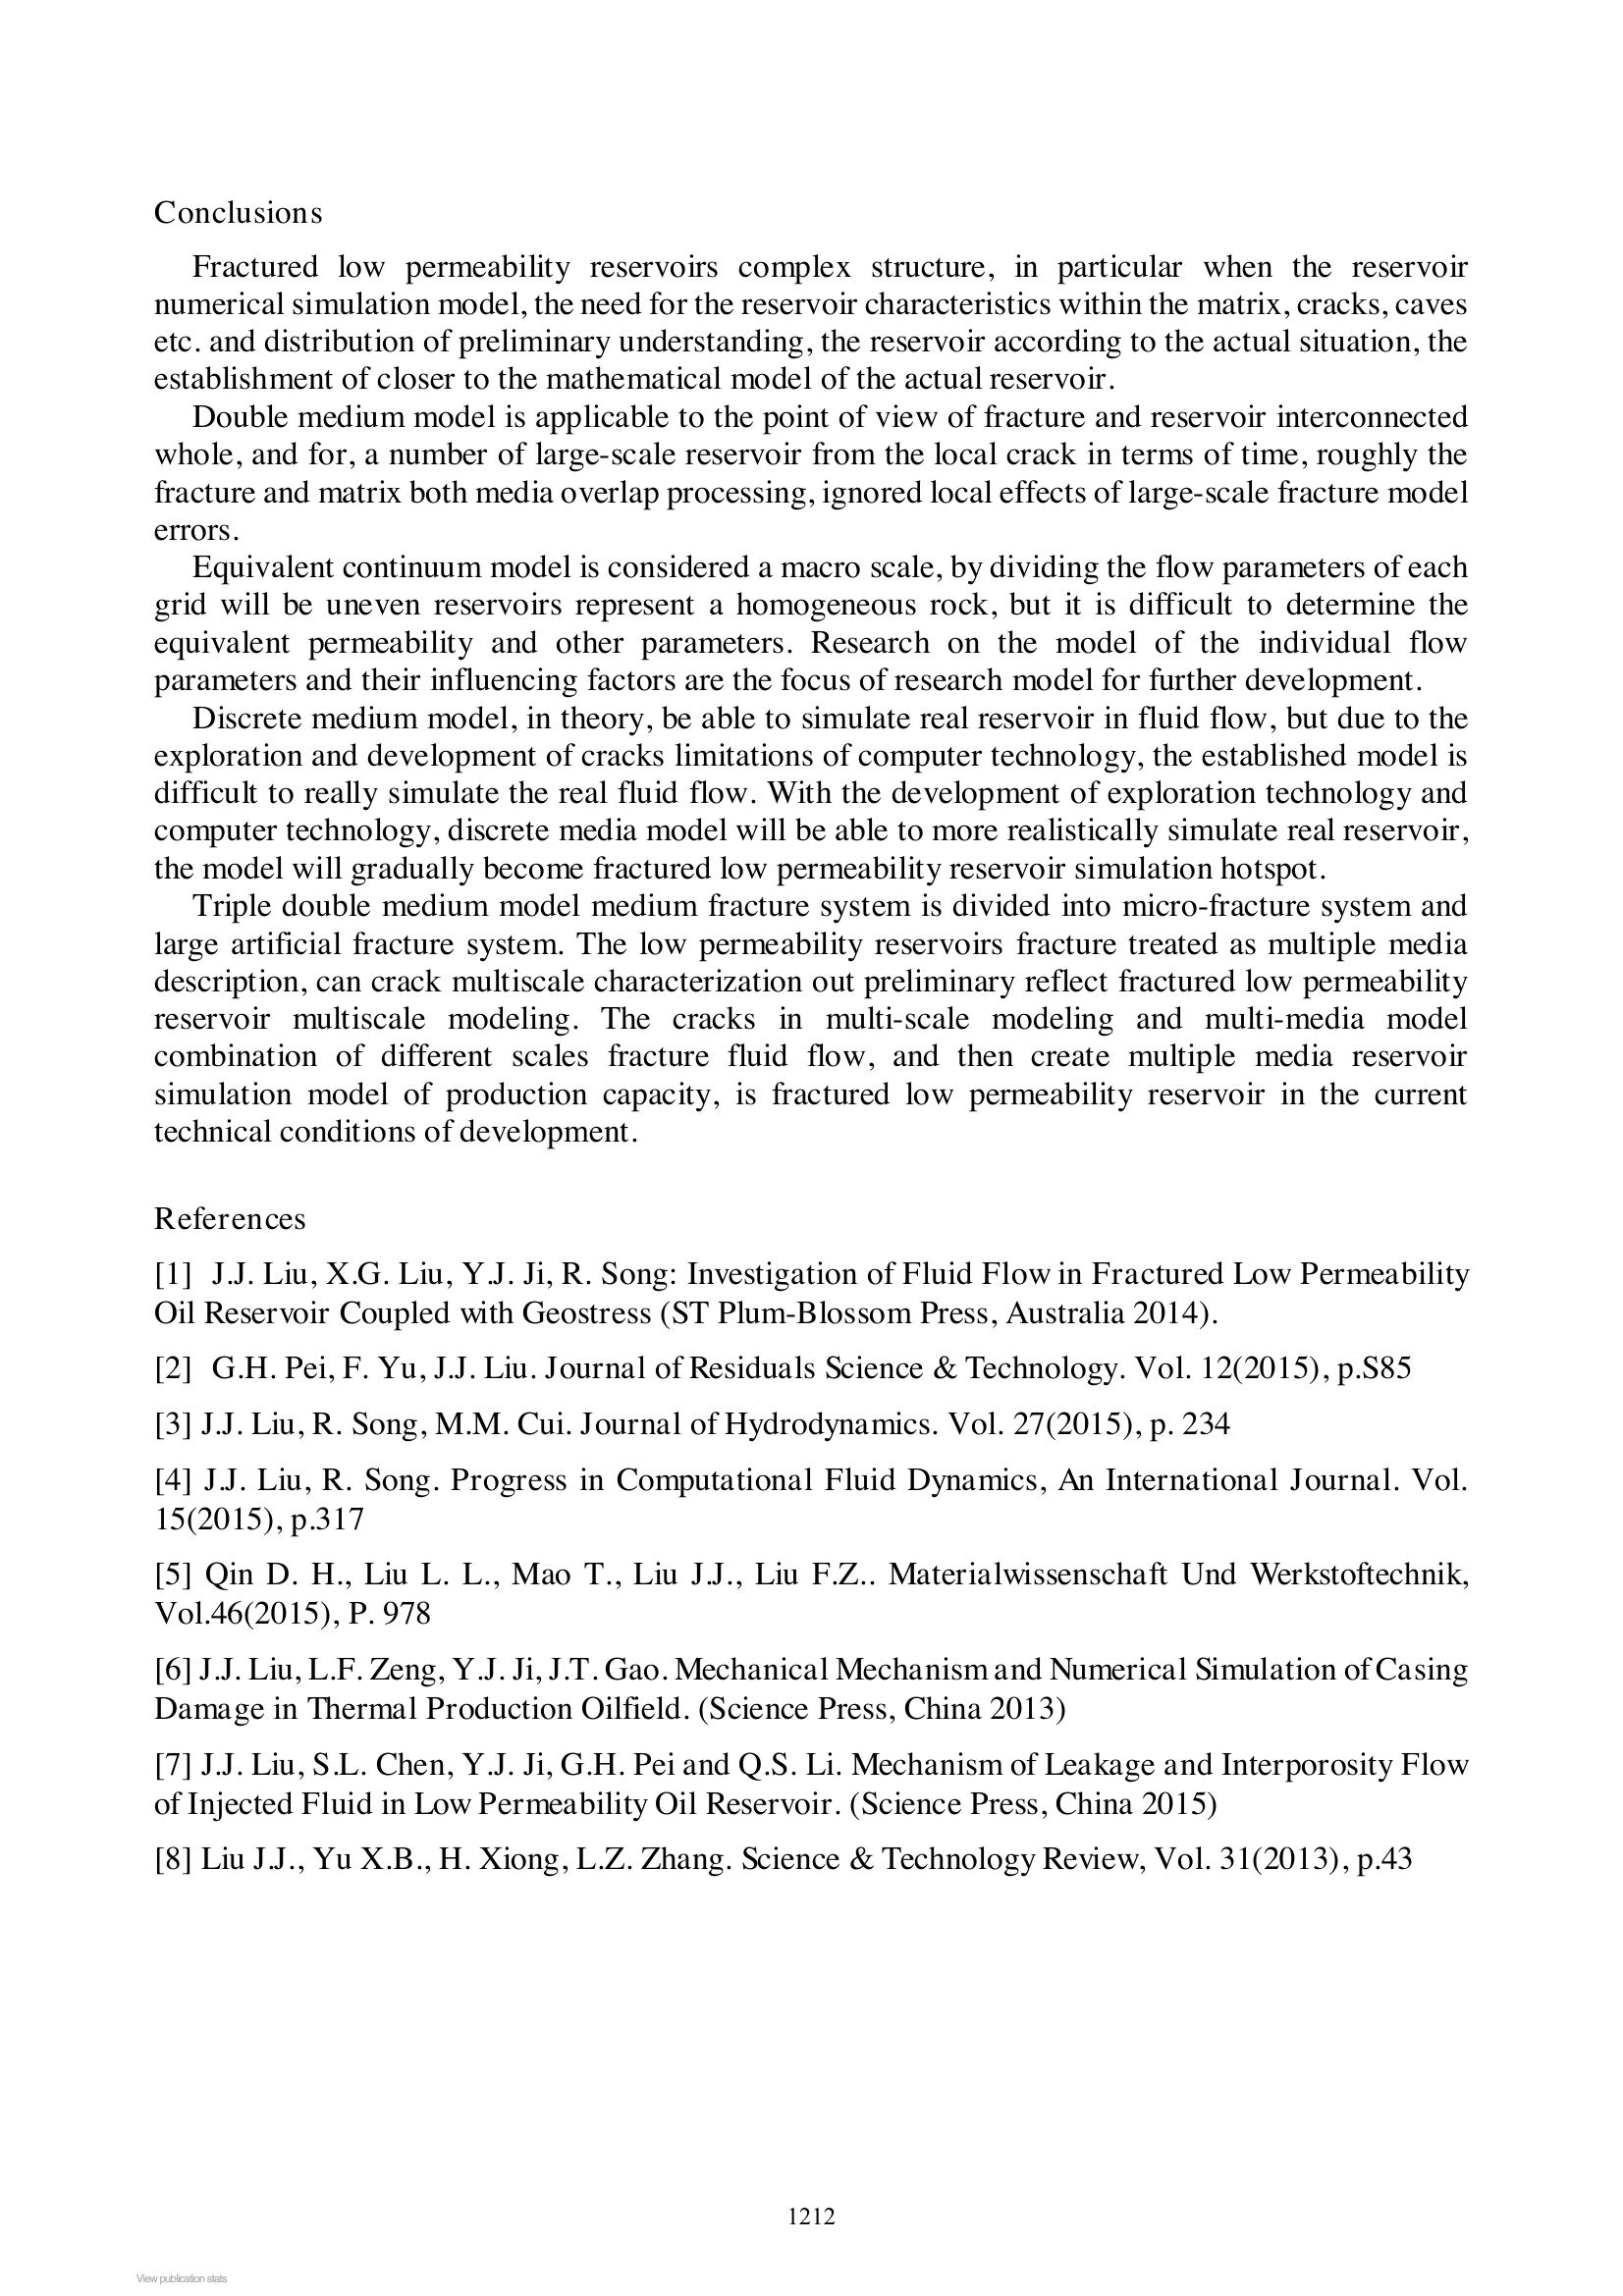 Conclusions
Fractured low permeability reservoirs complex structure, in particular when the reservoir
numerical simulation model, the need for the reservoir characteristics within the matrix, cracks, caves
etc. and distribution of preliminary understanding, the reservoir according to the actual situation, the
establishment of closer to the mathematical model of the actual reservoir.
Double medium model is applicable to the point of view of fracture and reservoir interconnected
whole, and for, a number of large-scale reservoir from the local crack in terms of time, roughly the
fracture and matrix both media overlap processing, ignored local effects of large-scale fracture model
errors.
Equivalent continuum model is considered a macro scale, by dividing the flow parameters of each
grid will be uneven reservoirs represent a homogeneous rock, but it is difficult to determine the
equivalent permeability and other parameters. Research on the model of the individual flow
parameters and their influencing factors are the focus of research model for further development.
Discrete medium model, in theory, be able to simulate real reservoir in fluid flow, but due to the
exploration and development of cracks limitations of computer technology, the established model is
difficult to really simulate the real fluid flow. With the development of exploration technology and
computer technology, discrete media model will be able to more realistically simulate real reservoir,
the model will gradually become fractured low permeability reservoir simulation hotspot.
Triple double medium model medium fracture system is divided into micro-fracture system and
large artificial fracture system. The low permeability reservoirs fracture treated as multiple media
description, can crack multiscale characterization out preliminary reflect fractured low permeability
reservoir multiscale modeling. The cracks in multi-scale modeling and multi-media model
combination of different scales fracture fluid flow, and then create multiple media reservoir
simulation model of production capacity, is fractured low permeability reservoir in the current
technical conditions of development.
References
[1] J.J. Liu, X.G. Liu, Y.J. Ji, R. Song: Investigation of Fluid Flow in Fractured Low Permeability
Oil Reservoir Coupled with Geostress (ST Plum-Blossom Press, Australia 2014).
[2] G.H. Pei, F. Yu, J.J. Liu. Journal of Residuals Science & Technology. Vol. 12(2015), p.S85
[3] J.J. Liu, R. Song, M.M. Cui. Journal of Hydrodynamics. Vol. 27(2015), p. 234
[4] J.J. Liu, R. Song. Progress in Computational Fluid Dynamics, An International Journal. Vol.
15(2015), p.317
[5] Qin D. H., Liu L. L., Mao T., Liu J.J., Liu F.Z.. Materialwissenschaft Und Werkstoftechnik,
Vol.46(2015), P. 978
[6] J.J. Liu, L.F. Zeng, Y.J. Ji, J.T. Gao. Mechanical Mechanism and Numerical Simulation of Casing
Damage in Thermal Production Oilfield. (Science Press, China 2013)
[7] J.J. Liu, S.L. Chen, Y.J. Ji, G.H. Pei and Q.S. Li. Mechanism of Leakage and Interporosity Flow
of Injected Fluid in Low Permeability Oil Reservoir. (Science Press, China 2015)
[8] Liu J.J., Yu X.B., H. Xiong, L.Z. Zhang. Science & Technology Review, Vol. 31(2013), p.43
1212
View publication stats